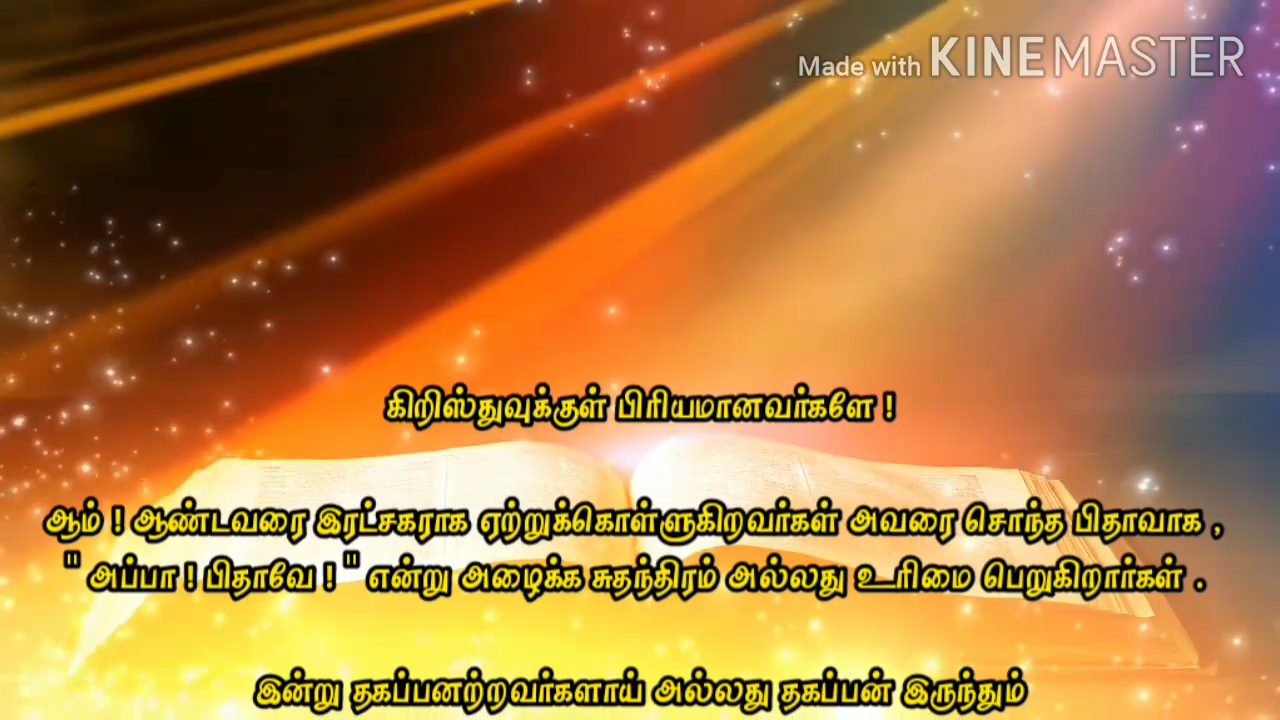 Made with KINEMASTER
கிறிஸ்துவுக்குள் பிரியமானவர்களே !
ஆம் ! ஆண்டவரை இரட்சகராக ஏற்றுக்கொள்ளுகிறவர்கள் அவரை சொந்த பிதாவாக ,
" அப்பா ! பிதாவே ! " என்று அழைக்க சுதந்திரம் அல்லது உரிமை பெறுகிறார்கள் .
இன்று தகப்பனற்றவர்களாய் அல்லது தகப்பன் இருந்தும்